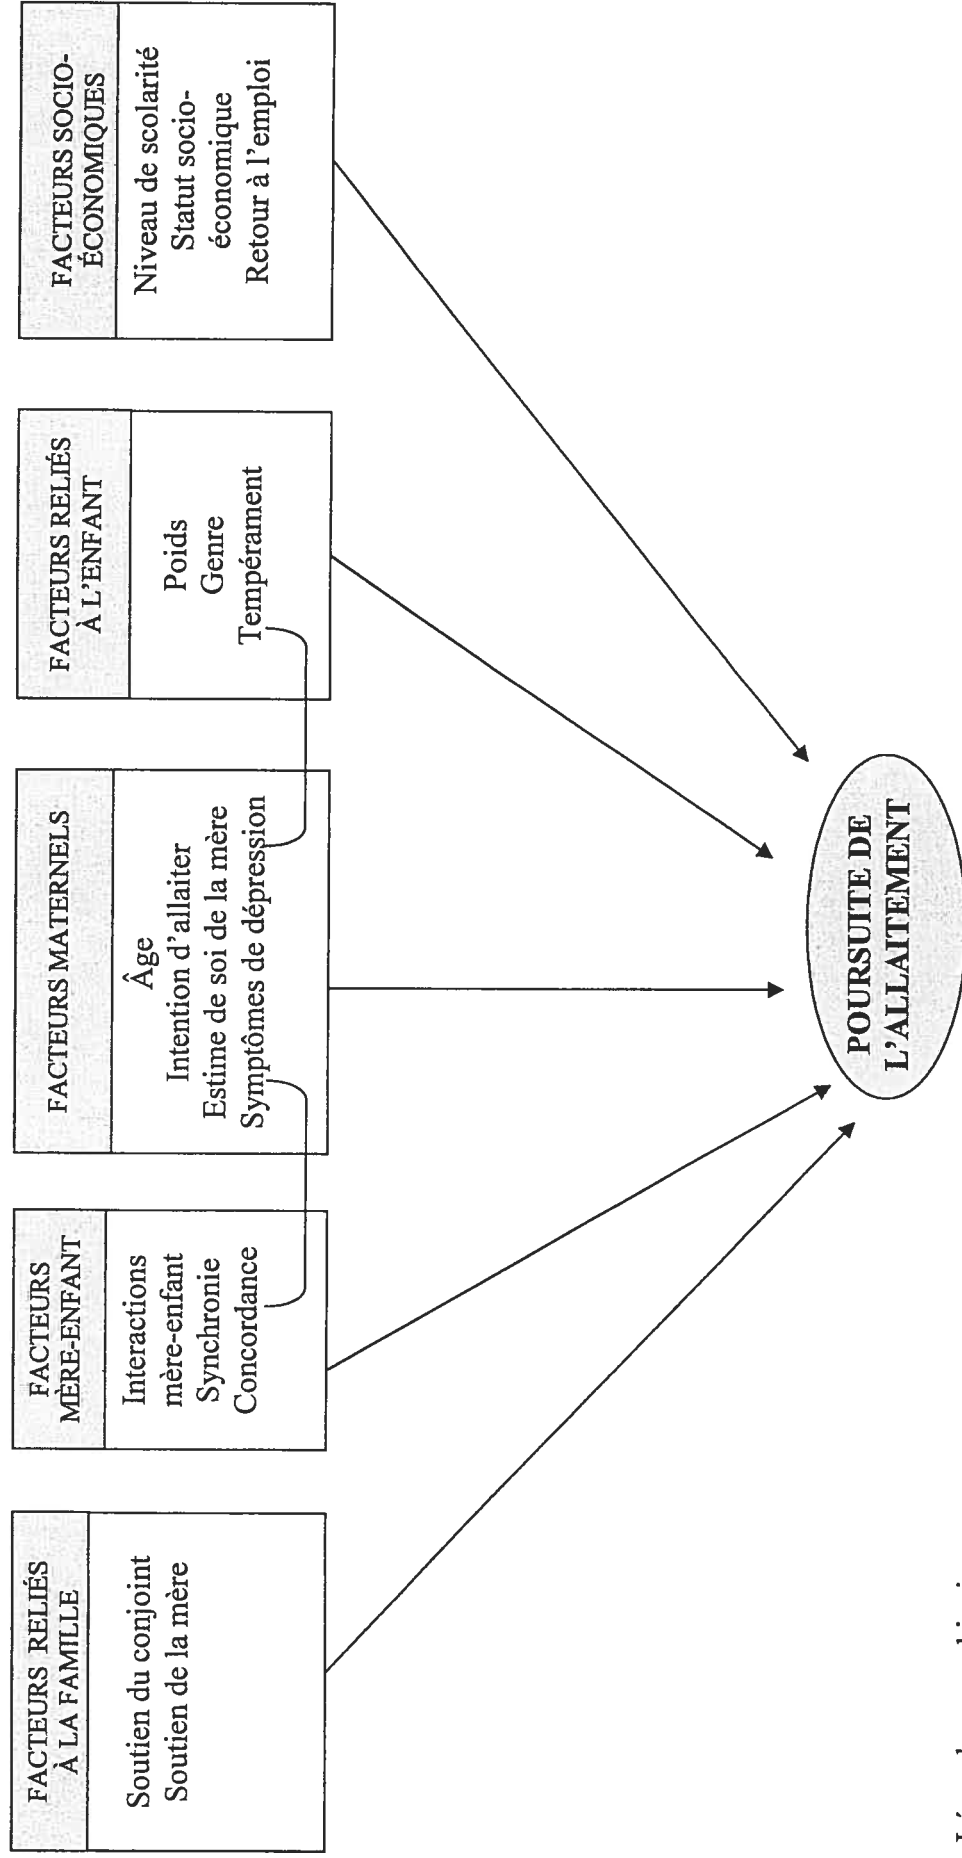 FACTEURS RELIÉS
À LA FAMILLE
Soutien du conjoint
Soutien de la mère
FACTEURS
MÈRE-ENFANT
Interactions
mère-enfant
Synchronie
Concordance
FACTEURS MATERNELS
Âge
Intention d'allaiter
Estime de soi de la mère
Symptômes de dépression
FACTEURS RELIÉS
À L'ENFANT
Poids
Genre
Tempérament
FACTEURS SOCIO-
ÉCONOMIQUES
Niveau de scolarité
Statut socio-
économique
Retour à l'emploi
POURSUITE DE
L'ALLAITEMENT